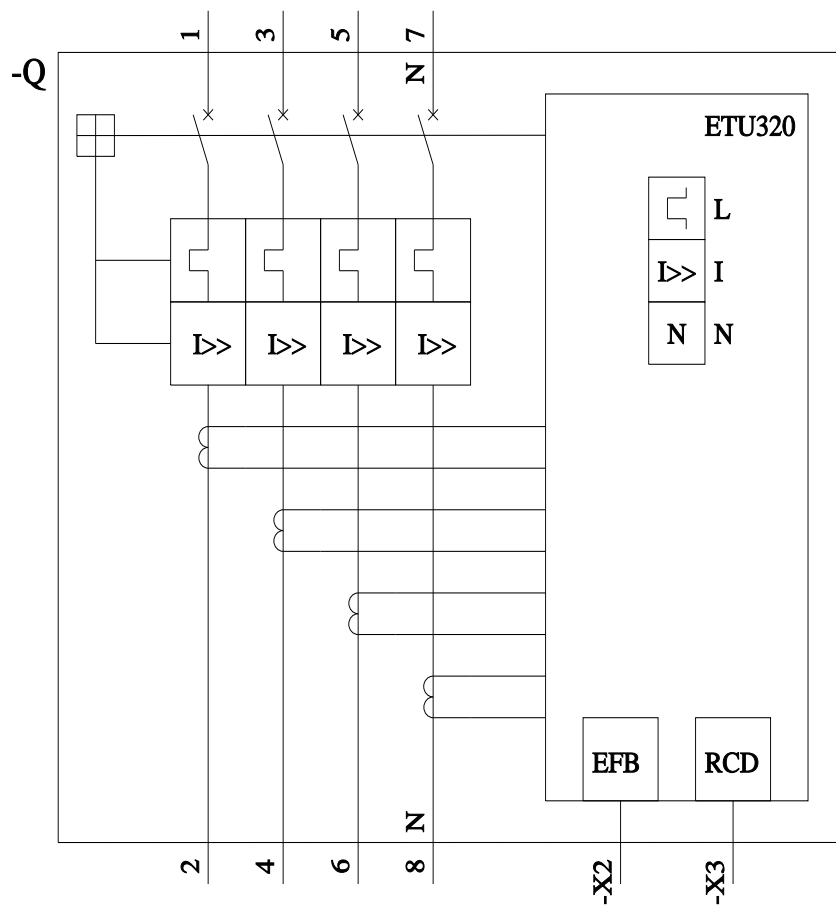 1 3 5 7
-Q
N
ETU320
L
I>> I
N N
I>> I>> I>> I>>
EFB RCD
N
2 4 6 8 -X2 -X3